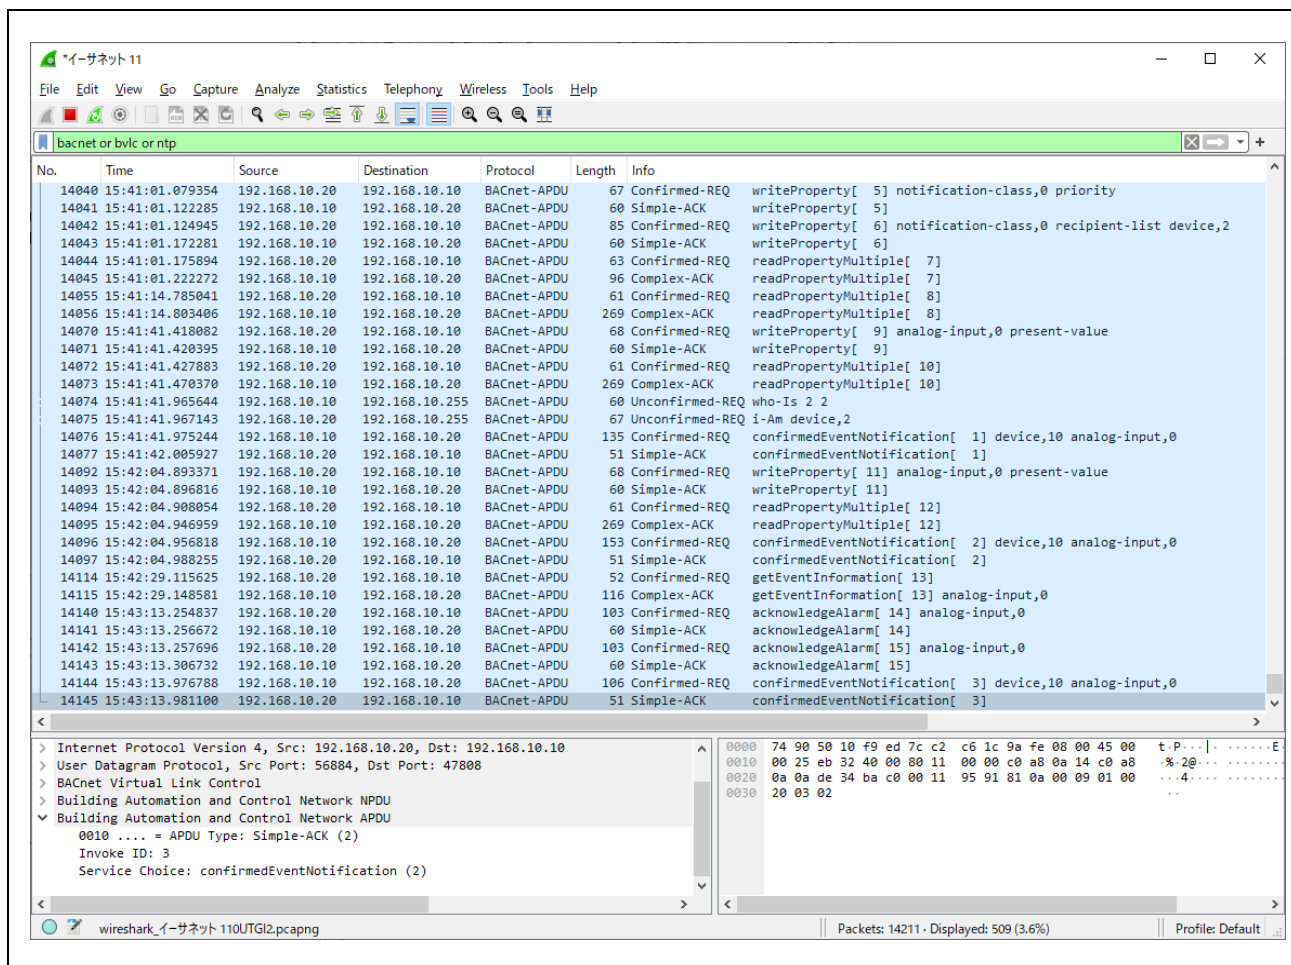 *イーサネット 11
File Edit View Go Capture Analyze Statistics Telephony Wireless Tools Help
bacnet or bvlc or ntp
No. Time Source Destination Protocol Length Info
14040 15:41:01.079354 192.168.10.20 192.168.10.10 BACnet-APDU 67 Confirmed-REQ writeProperty[ 5] notification-class,0 priority
14041 15:41:01.122285 192.168.10.10 192.168.10.20 BACnet-APDU 60 Simple-ACK writeProperty[ 5]
14042 15:41:01.124945 192.168.10.20 192.168.10.10 BACnet-APDU 85 Confirmed-REQ writeProperty[ 6] notification-class,0 recipient-list device,2
14043 15:41:01.172281 192.168.10.10 192.168.10.20 BACnet-APDU 60 Simple-ACK writeProperty[ 6]
14044 15:41:01.175894 192.168.10.20 192.168.10.10 BACnet-APDU 63 Confirmed-REQ readPropertyMultiple[ 7]
14045 15:41:01.222272 192.168.10.10 192.168.10.20 BACnet-APDU 96 Complex-ACK readPropertyMultiple[ 7]
14055 15:41:14.785041 192.168.10.20 192.168.10.10 BACnet-APDU 61 Confirmed-REQ readPropertyMultiple[ 8]
14056 15:41:14.803406 192.168.10.10 192.168.10.20 BACnet-APDU 269 Complex-ACK readPropertyMultiple[ 8]
14070 15:41:41.418082 192.168.10.20 192.168.10.10 BACnet-APDU 68 Confirmed-REQ writeProperty[ 9] analog-input,0 present-value
14071 15:41:41.420395 192.168.10.10 192.168.10.20 BACnet-APDU 60 Simple-ACK writeProperty[ 9]
14072 15:41:41.427883 192.168.10.20 192.168.10.10 BACnet-APDU 61 Confirmed-REQ readPropertyMultiple[ 10]
14073 15:41:41.470370 192.168.10.10 192.168.10.20 BACnet-APDU 269 Complex-ACK readPropertyMultiple[ 10]
14074 15:41:41.965644 192.168.10.10 192.168.10.255 BACnet-APDU 60 Unconfirmed-REQ who-Is 2 2
14075 15:41:41.967143 192.168.10.20 192.168.10.255 BACnet-APDU 67 Unconfirmed-REQ i-Am device,2
14076 15:41:41.975244 192.168.10.10 192.168.10.20 BACnet-APDU 135 Confirmed-REQ confirmedEventNotification[ 1] device,10 analog-input,0
14077 15:41:42.005927 192.168.10.20 192.168.10.10 BACnet-APDU 51 Simple-ACK confirmedEventNotification[ 1]
14092 15:42:04.893371 192.168.10.20 192.168.10.10 BACnet-APDU 68 Confirmed-REQ writeProperty[ 11] analog-input,0 present-value
14093 15:42:04.896816 192.168.10.10 192.168.10.20 BACnet-APDU 60 Simple-ACK writeProperty[ 11]
14094 15:42:04.908054 192.168.10.20 192.168.10.10 BACnet-APDU 61 Confirmed-REQ readPropertyMultiple[ 12]
14095 15:42:04.946959 192.168.10.10 192.168.10.20 BACnet-APDU 269 Complex-ACK readPropertyMultiple[ 12]
14096 15:42:04.956818 192.168.10.10 192.168.10.20 BACnet-APDU 153 Confirmed-REQ confirmedEventNotification[ 2] device,10 analog-input,0
14097 15:42:04.988255 192.168.10.20 192.168.10.10 BACnet-APDU 51 Simple-ACK confirmedEventNotification[ 2]
14114 15:42:29.115625 192.168.10.20 192.168.10.10 BACnet-APDU 52 Confirmed-REQ getEventInformation[ 13]
14115 15:42:29.148581 192.168.10.10 192.168.10.20 BACnet-APDU 116 Complex-ACK getEventInformation[ 13] analog-input,0
14140 15:43:13.254837 192.168.10.20 192.168.10.10 BACnet-APDU 103 Confirmed-REQ acknowledgeAlarm[ 14] analog-input,0
14141 15:43:13.256672 192.168.10.10 192.168.10.20 BACnet-APDU 60 Simple-ACK acknowledgeAlarm[ 14]
14142 15:43:13.257696 192.168.10.20 192.168.10.10 BACnet-APDU 103 Confirmed-REQ acknowledgeAlarm[ 15] analog-input,0
14143 15:43:13.306732 192.168.10.10 192.168.10.20 BACnet-APDU 60 Simple-ACK acknowledgeAlarm[ 15]
14144 15:43:13.976788 192.168.10.10 192.168.10.20 BACnet-APDU 106 Confirmed-REQ confirmedEventNotification[ 3] device,10 analog-input,0
14145 15:43:13.981100 192.168.10.20 192.168.10.10 BACnet-APDU 51 Simple-ACK confirmedEventNotification[ 3]
Internet Protocol Version 4, Src: 192.168.10.20, Dst: 192.168.10.10
User Datagram Protocol, Src Port: 56884, Dst Port: 47808
BACnet Virtual Link Control
Building Automation and Control Network NPDU
Building Automation and Control Network APDU
0010 .... = APDU Type: Simple-ACK (2)
Invoke ID: 3
Service Choice: confirmedEventNotification (2)
0000 74 90 50 10 f9 ed 7c c2 c6 1c 9a fe 08 00 45 00 t·P···|· ······E·
0010 00 25 eb 32 40 00 80 11 00 00 c0 a8 0a 14 c0 a8 ·%·2@··· ········
0020 0a 0a de 34 ba c0 00 11 95 91 81 0a 00 09 01 00 ···4···· ········
0030 20 03 02 ··
wireshark_イーサネット 110UTGI2.pcapng
Packets: 14211 · Displayed: 509 (3.6%)
Profile: Default